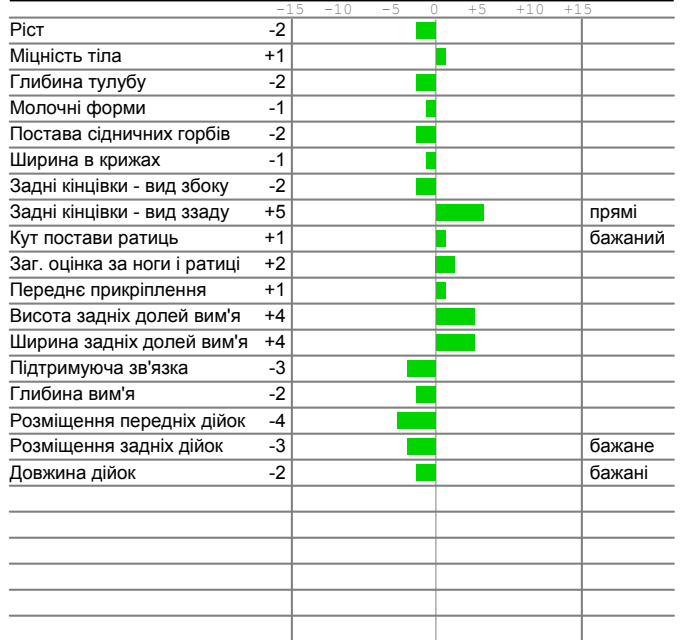 -15 -10 -5 0 +5 +10 +15
Ріст -2
Міцність тіла +1
Глибина тулубу -2
Молочні форми -1
Постава сідничних горбів -2
Ширина в крижах -1
Задні кінцівки - вид збоку -2
Задні кінцівки - вид ззаду +5 прямі
Кут постави ратиць +1 бажаний
Заг. оцінка за ноги і ратиці +2
Переднє прикріплення +1
Висота задніх долей вим'я +4
Ширина задніх долей вим'я +4
Підтримуюча зв'язка -3
Глибина вим'я -2
Розміщення передніх дійок -4
Розміщення задніх дійок -3 бажане
Довжина дійок -2 бажані